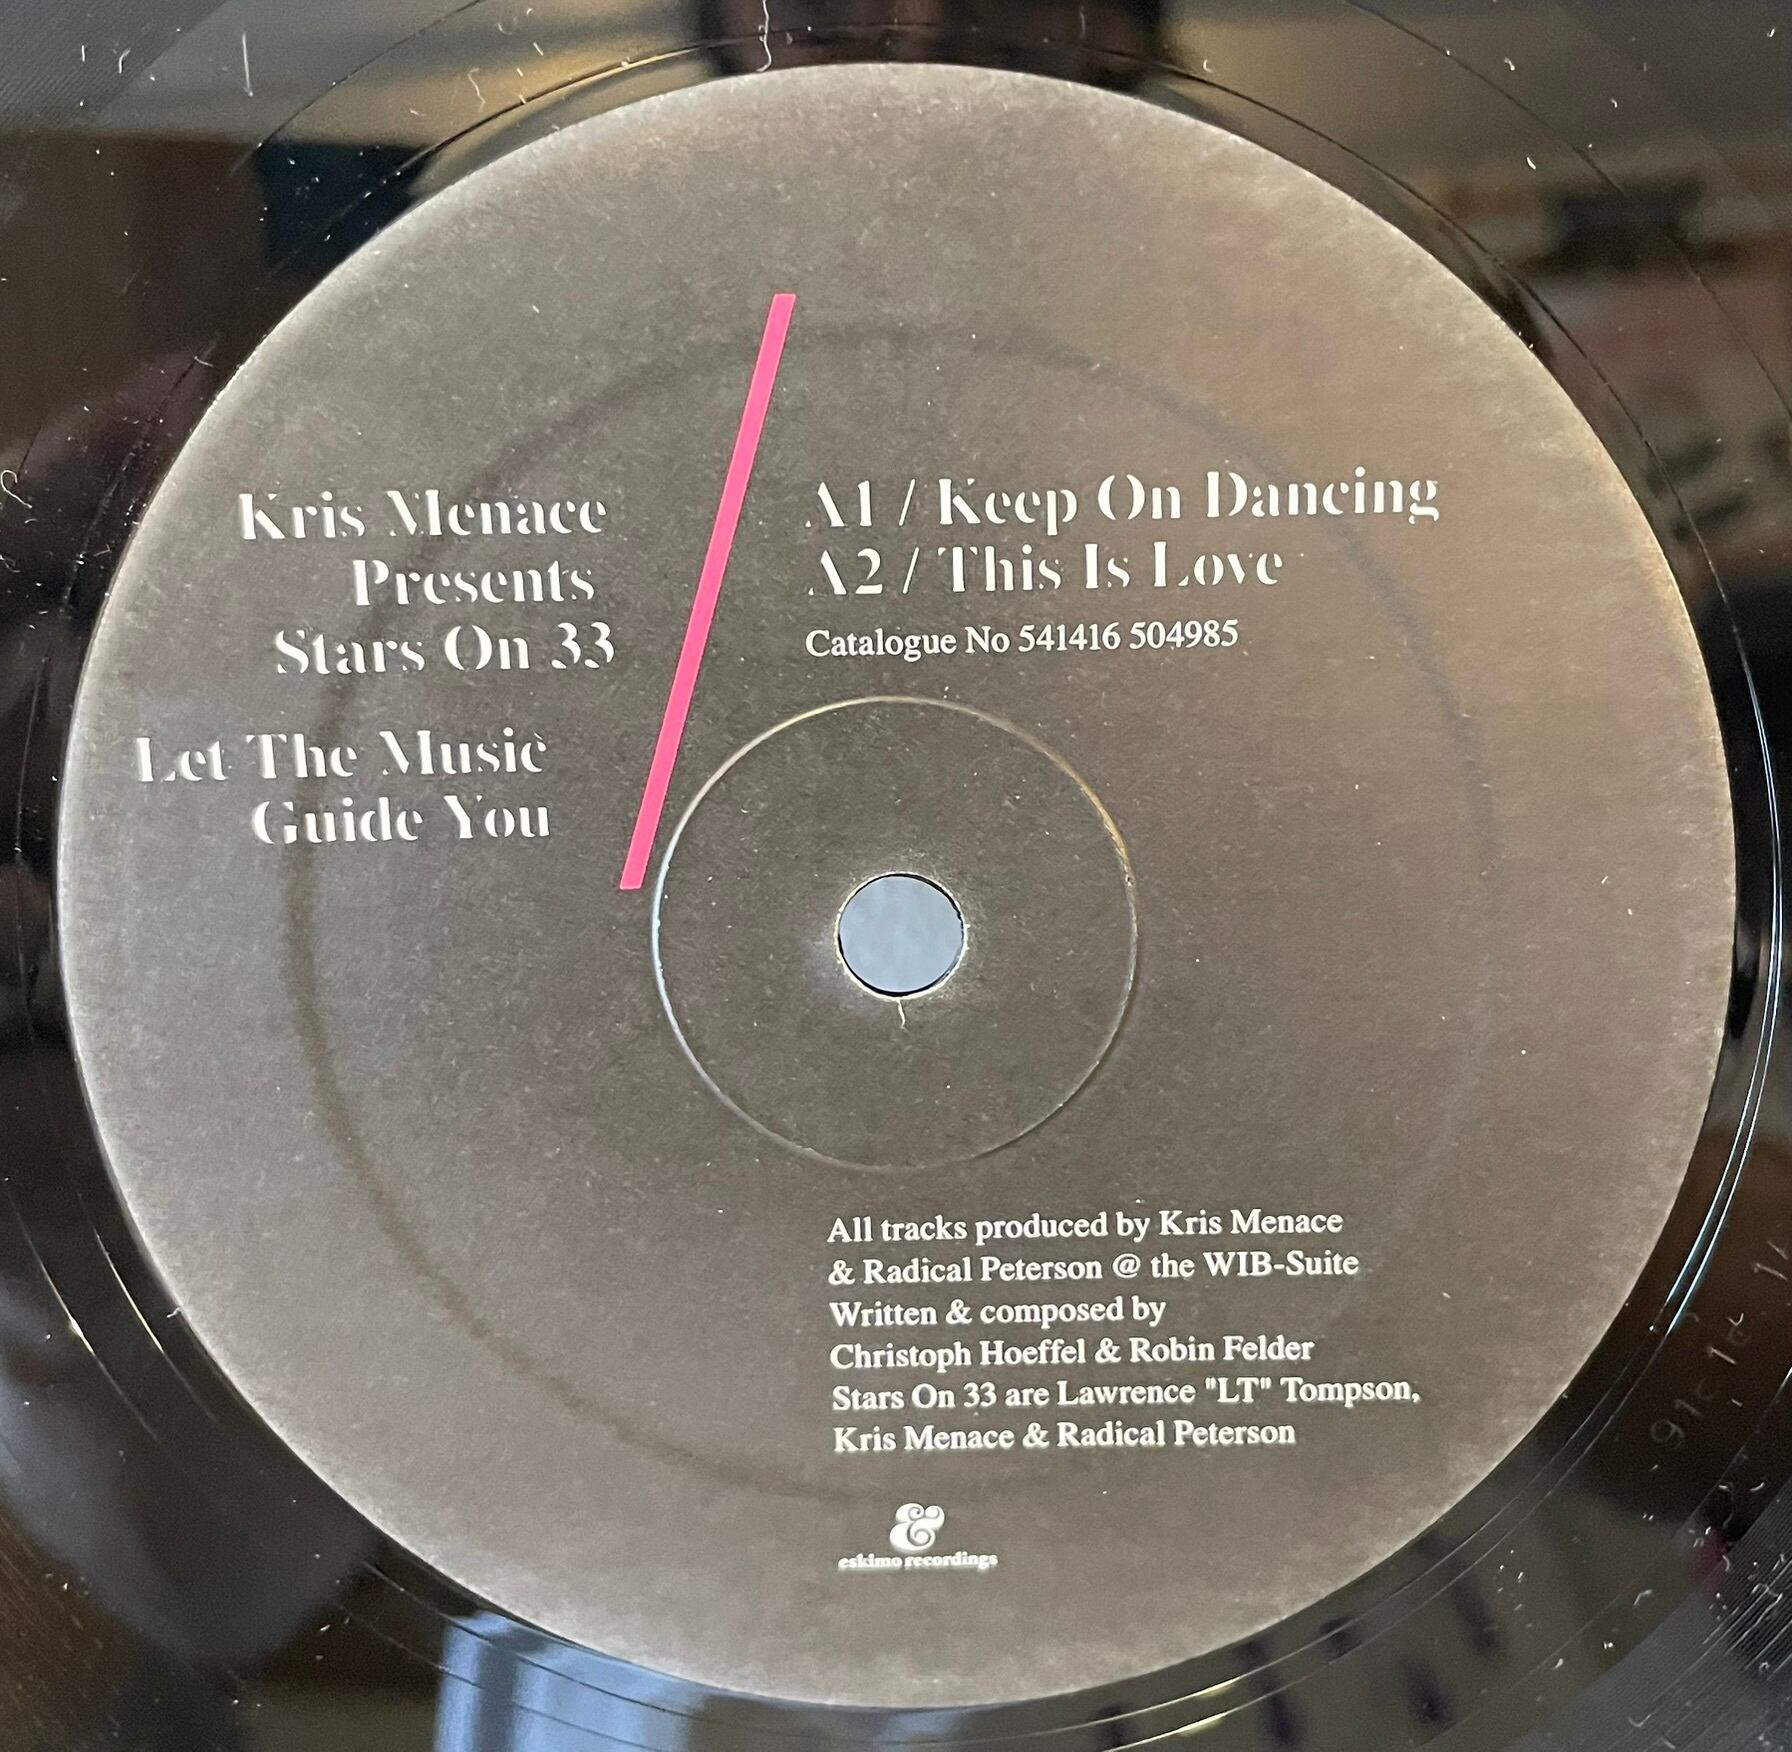 Kris Menace
Presents
Stars On 33
Let The Music
Guide You
A1 / Keep On Dancing
A2 / This Is Love
Catalogue No 541416 504985
All tracks produced by Kris Menace
& Radical Peterson @ the WIB-Suite
Written & composed by
Christoph Hoeffel & Robin Felder
Stars On 33 are Lawrence "LT" Tompson,
Kris Menace & Radical Peterson
&
eskimo recordings